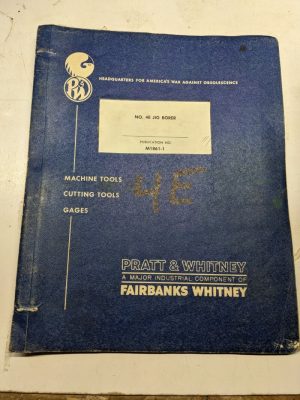 P&W
HEADQUARTERS FOR AMERICA'S WAR AGAINST OBSOLESCENCE
NO. 4E JIG BORER
PUBLICATION NO.
M1861-1
MACHINE TOOLS
CUTTING TOOLS
GAGES
4E
PRATT & WHITNEY
A MAJOR INDUSTRIAL COMPONENT OF
FAIRBANKS WHITNEY